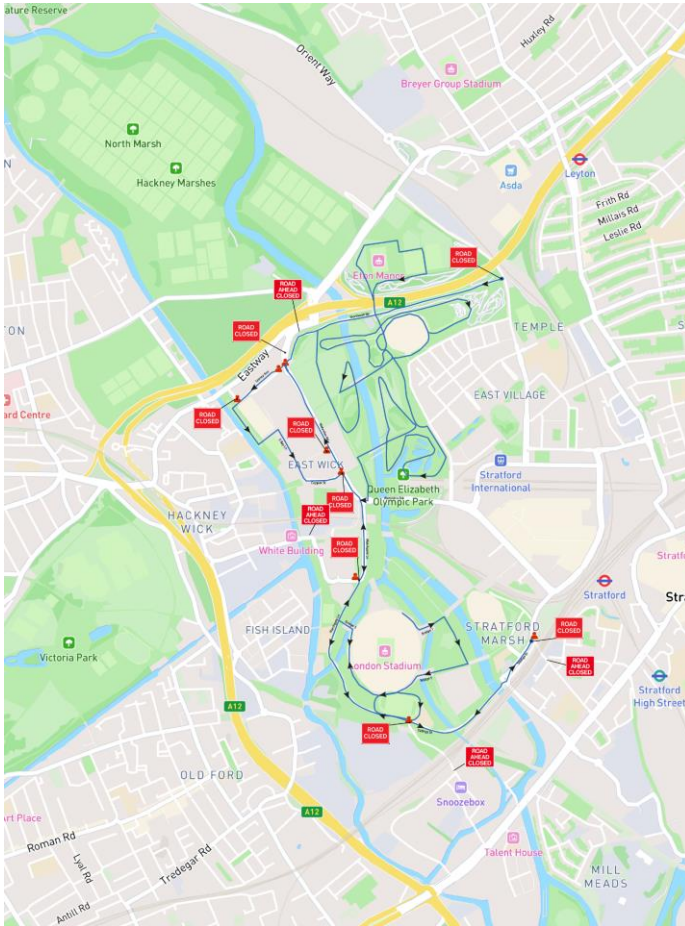 ature Reserve
Huxley Rd
Orient Way
Breyer Group Stadium
North Marsh
Hackney Marshes
Asda
Leyton
Frith Rd
Millais Rd
Leslie Rd
Eton Manor
ROAD
CLOSED
ROAD
AHEAD
CLOSED
A12
TEMPLE
ROAD
CLOSED
Eastway
TON
EAST VILLAGE
ard Centre
ROAD
CLOSED
ROAD
CLOSED
EAST WICK
Stratford
International
Queen Elizabeth
Olympic Park
ROAD
CLOSED
HACKNEY
WICK
ROAD
AHEAD
CLOSED
White Building
ROAD
CLOSED
Stratf
Stratford
Stra
FISH ISLAND
STRATFORD
MARSH
ROAD
CLOSED
Victoria Park
London Stadium
ROAD
AHEAD
CLOSED
Stratford
High Street
A12
ROAD
CLOSED
ROAD
AHEAD
CLOSED
OLD FORD
Snoozebox
A12
Art Place
Roman Rd
Lyal Rd
Tredegar Rd
Talent House
MILL
MEADS
Antill Rd